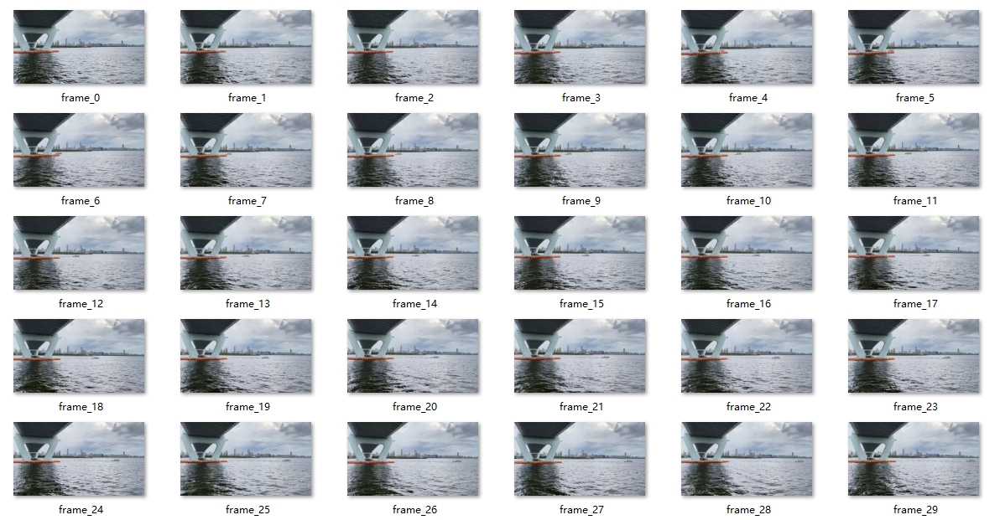 frame_0 frame_1 frame_2 frame_3 frame_4 frame_5
frame_6 frame_7 frame_8 frame_9 frame_10 frame_11
frame_12 frame_13 frame_14 frame_15 frame_16 frame_17
frame_18 frame_19 frame_20 frame_21 frame_22 frame_23
frame_24 frame_25 frame_26 frame_27 frame_28 frame_29